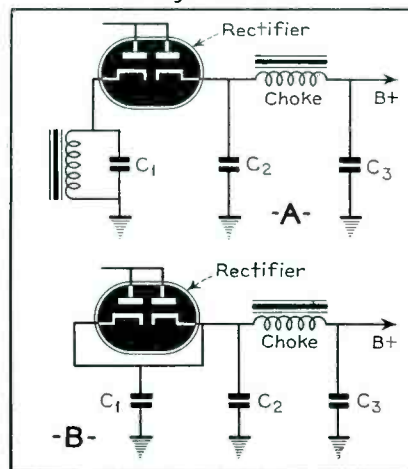 Rectifier
Choke
B+
C1
C2
C3
-A-
Rectifier
Choke
B+
C1
C2
C3
-B-